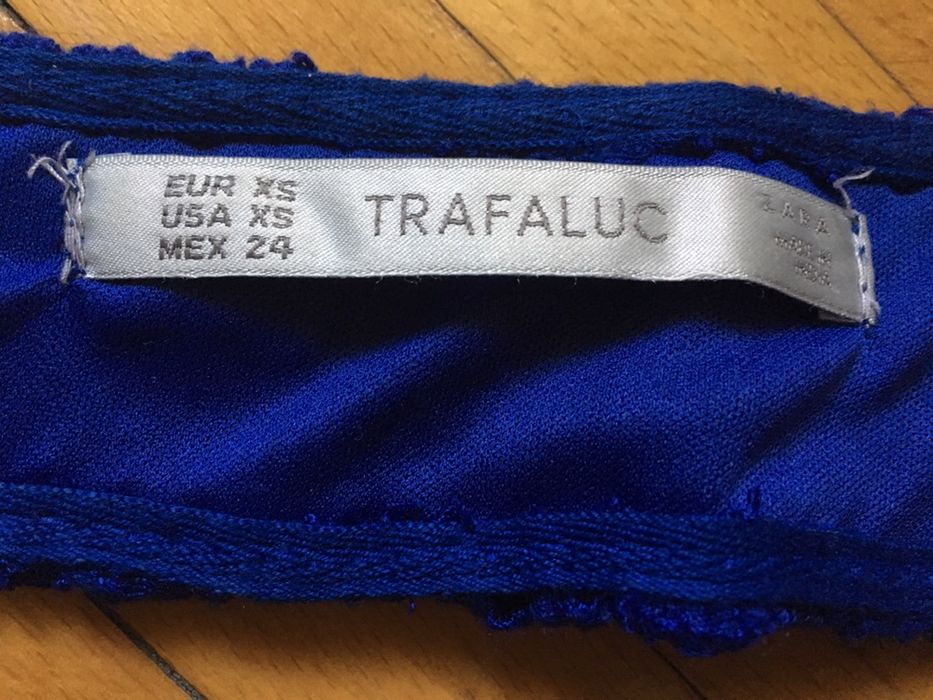 EUR XS
USA XS
MEX 24
TRAFALUC
ZARA